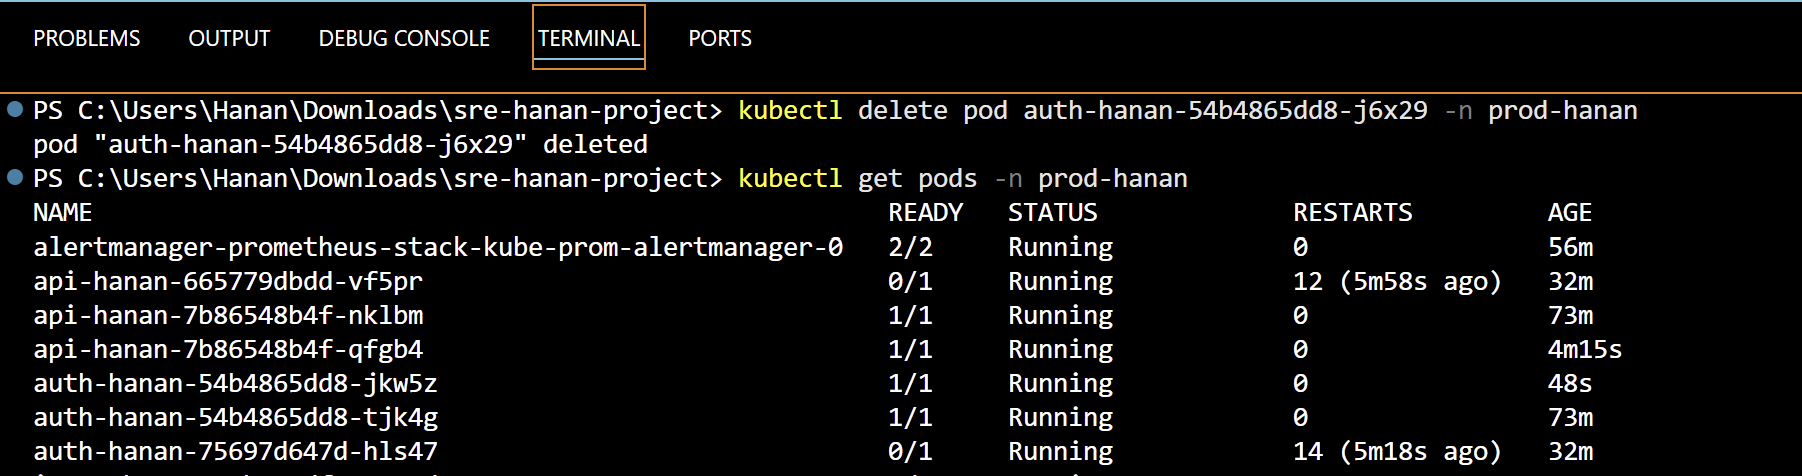 PROBLEMS OUTPUT DEBUG CONSOLE TERMINAL PORTS
PS C:\Users\Hanan\Downloads\sre-hanan-project> kubectl delete pod auth-hanan-54b4865dd8-j6x29 -n prod-hanan
pod "auth-hanan-54b4865dd8-j6x29" deleted
PS C:\Users\Hanan\Downloads\sre-hanan-project> kubectl get pods -n prod-hanan
NAME READY STATUS RESTARTS AGE
alertmanager-prometheus-stack-kube-prom-alertmanager-0 2/2 Running 0 56m
api-hanan-665779dbdd-vf5pr 0/1 Running 12 (5m58s ago) 32m
api-hanan-7b86548b4f-nklbm 1/1 Running 0 73m
api-hanan-7b86548b4f-qfgb4 1/1 Running 0 4m15s
auth-hanan-54b4865dd8-jkw5z 1/1 Running 0 48s
auth-hanan-54b4865dd8-tjk4g 1/1 Running 0 73m
auth-hanan-75697d647d-hls47 0/1 Running 14 (5m18s ago) 32m